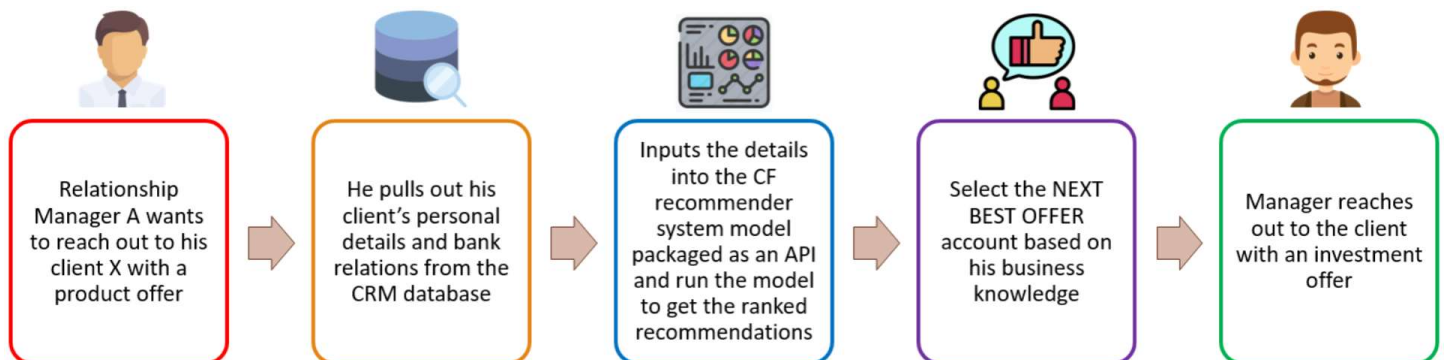 Relationship
Manager A wants
to reach out to his
client X with a
product offer
He pulls out his
client's personal
details and bank
relations from the
CRM database
Inputs the details
into the CF
recommender
system model
packaged as an API
and run the model
to get the ranked
recommendations
Select the NEXT
BEST OFFER
account based on
his business
knowledge
Manager reaches
out to the client
with an investment
offer